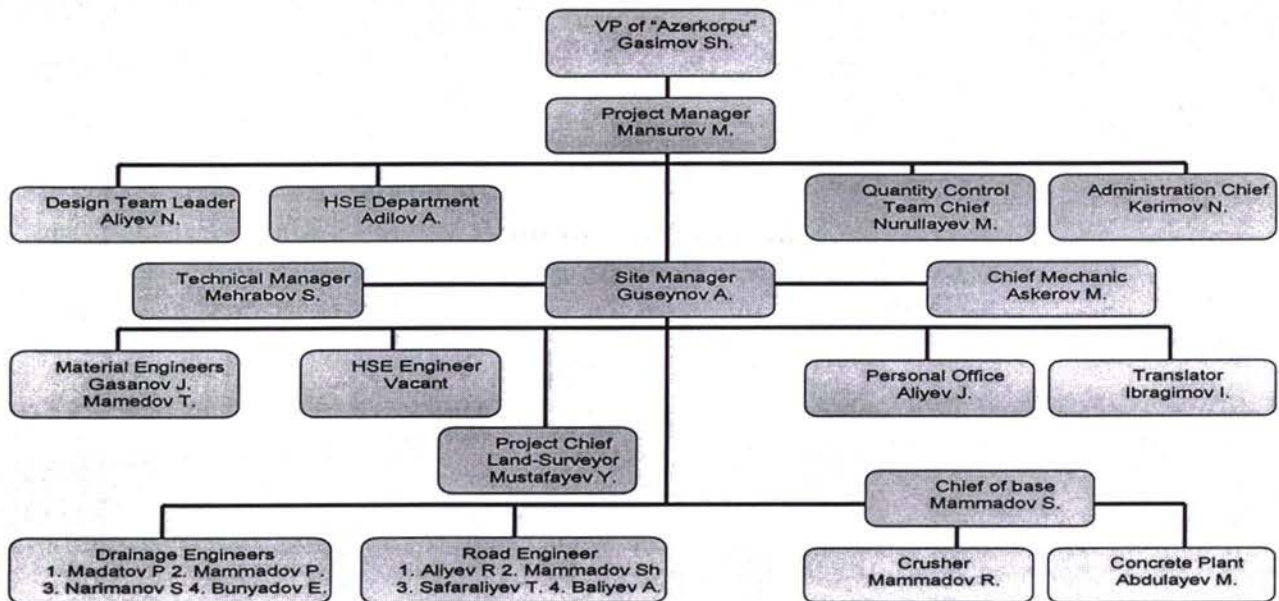 VP of "Azerkorpu"
Gasimov Sh.
Project Manager
Mansurov M.
Design Team Leader
Aliyev N.
HSE Department
Adilov A.
Quantity Control
Team Chief
Nurullayev M.
Administration Chief
Kerimov N.
Technical Manager
Mehrabov S.
Site Manager
Guseynov A.
Chief Mechanic
Askerov M.
Material Engineers
Gasanov J.
Mamedov T.
HSE Engineer
Vacant
Personal Office
Aliyev J.
Translator
Ibragimov I.
Project Chief
Land-Surveyor
Mustafayev Y.
Chief of base
Mammadov S.
Drainage Engineers
1. Madatov P 2. Mammadov P.
3. Narimanov S 4. Bunyadov E.
Road Engineer
1. Aliyev R 2. Mammadov Sh
3. Safaraliyev T. 4. Baliyev A.
Crusher
Mammadov R.
Concrete Plant
Abdulayev M.